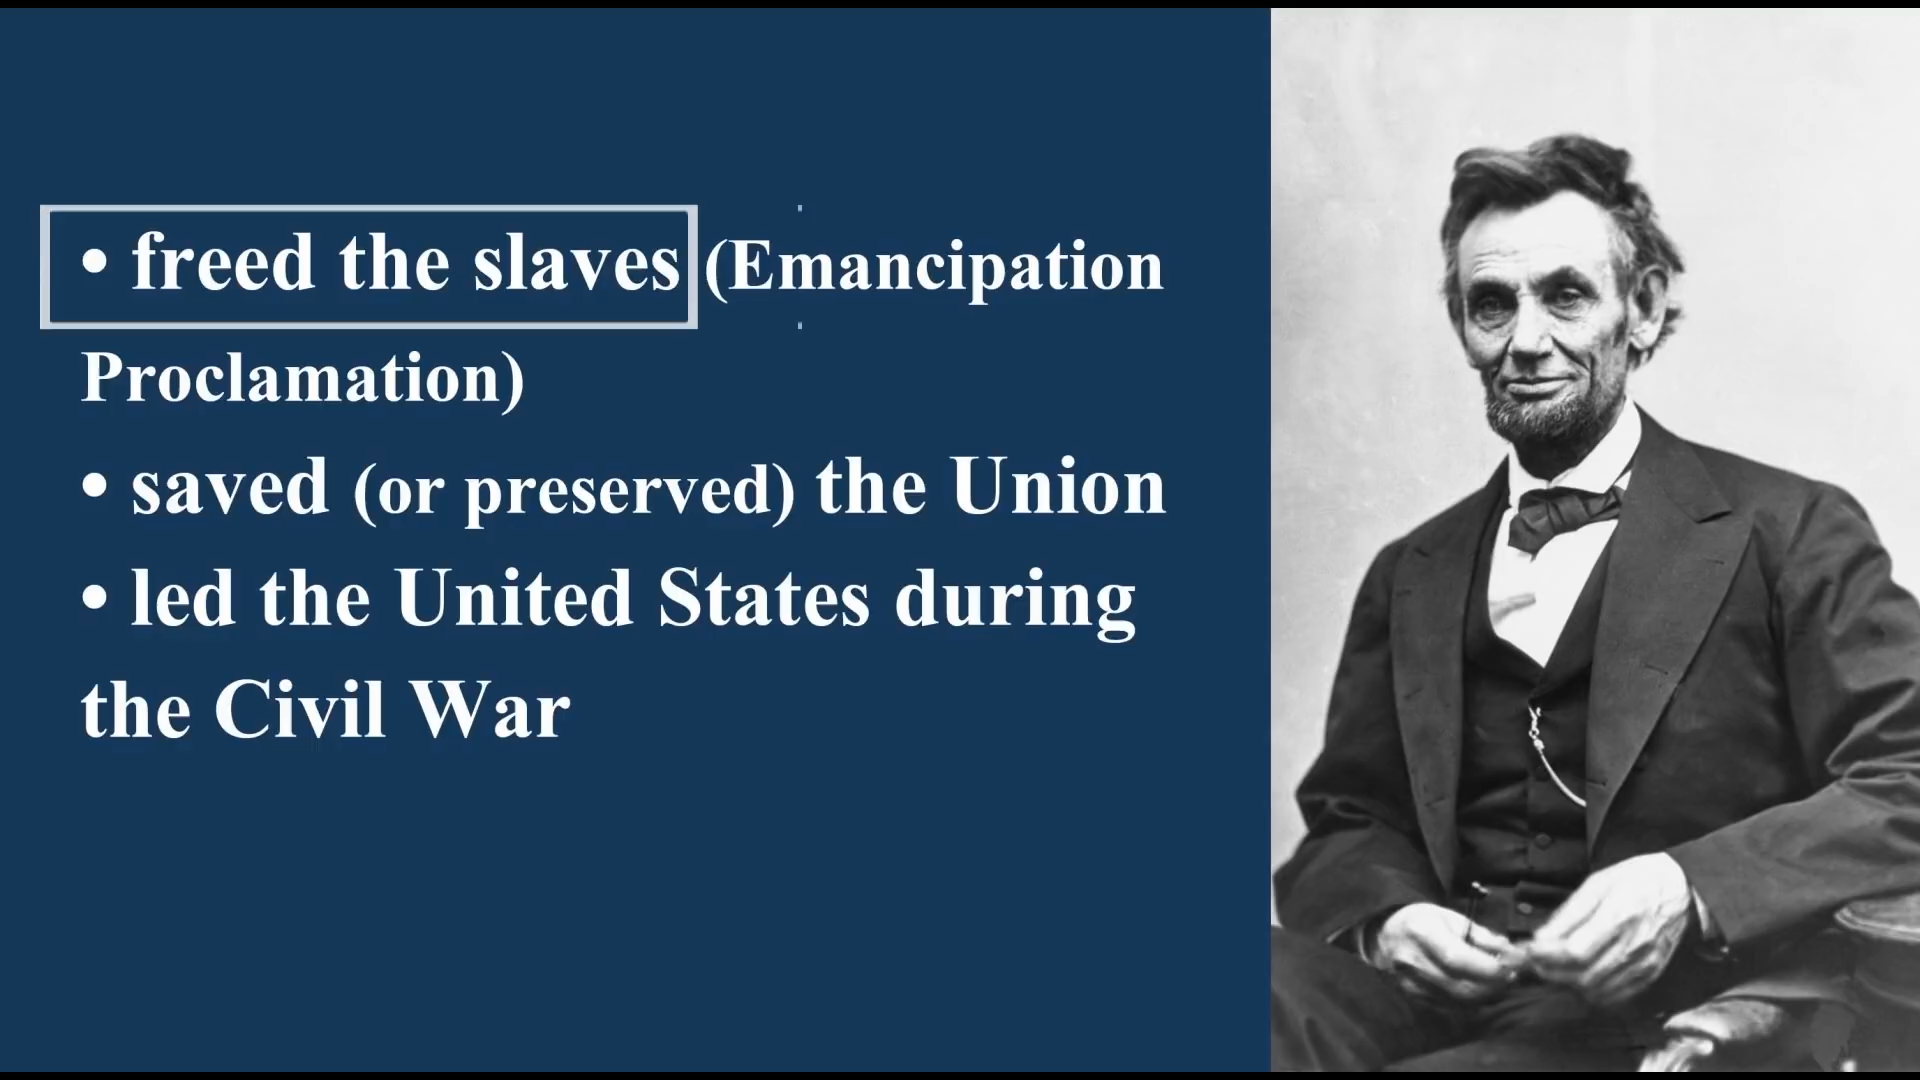 • freed the slaves (Emancipation
Proclamation)
• saved (or preserved) the Union
• led the United States during
the Civil War